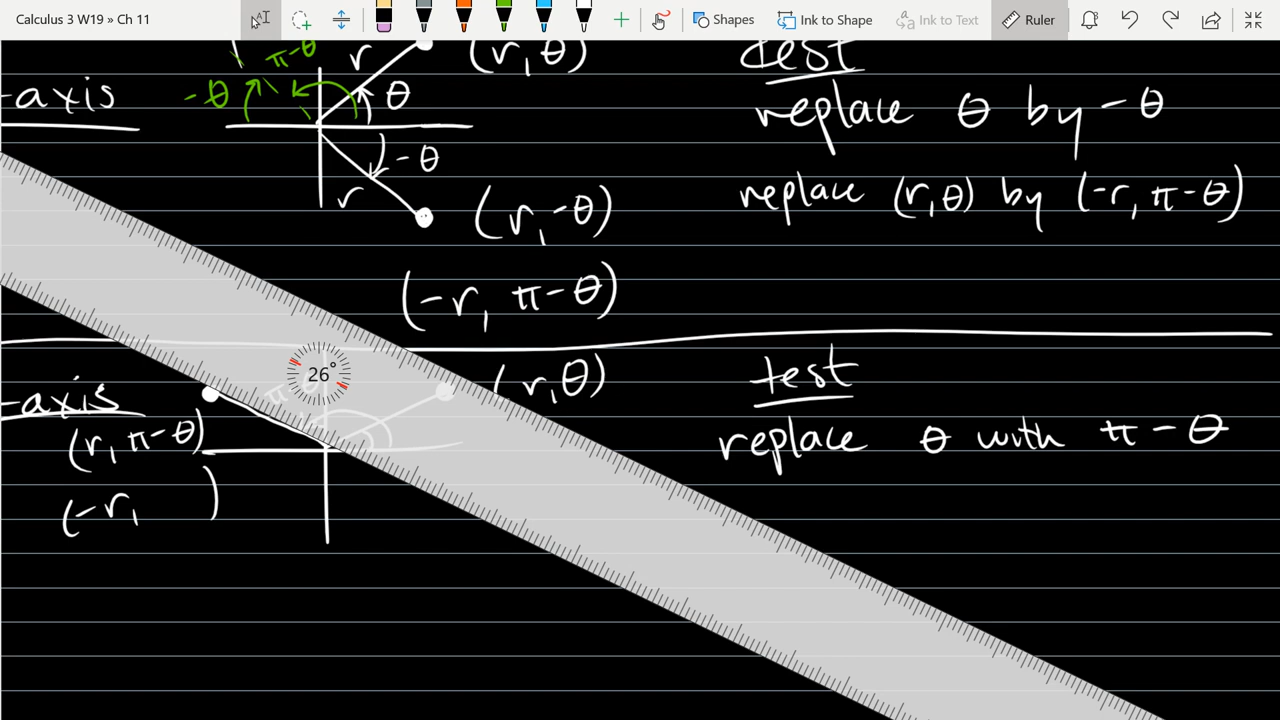 Calculus 3 W19 » Ch 11
Shapes
Ink to Shape
Ink to Text
Ruler
π-θ
r
(r, θ)
test
-axis
-θ
θ
replace θ by -θ
-θ
r
(r, -θ)
replace (r, θ) by (-r, π-θ)
(-r, π-θ)
26°
-axis
π-θ
(r, θ)
test
(r, π-θ)
replace θ with π-θ
(-r, )